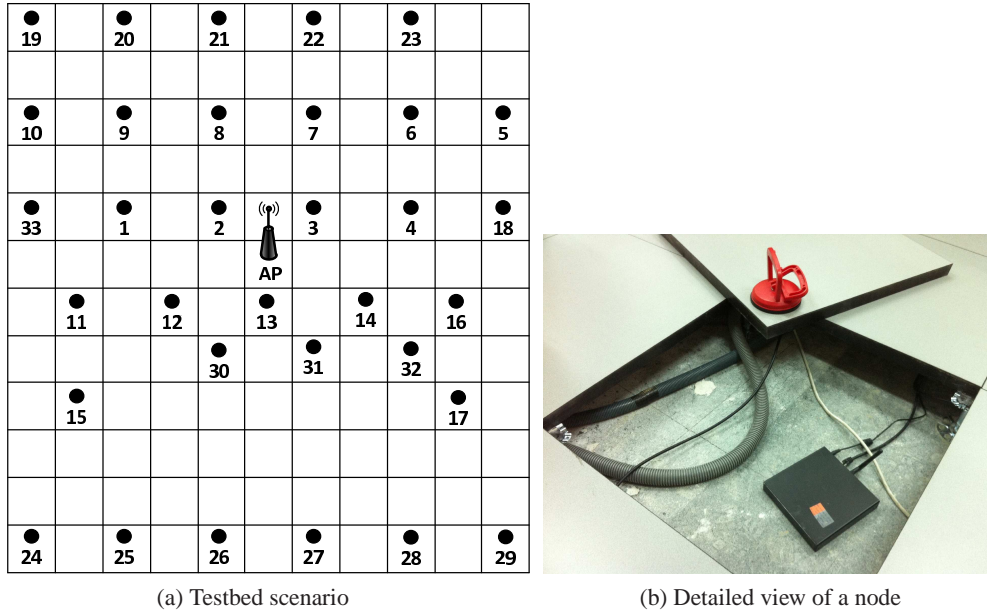 19 20 21 22 23
10 9 8 7 6 5
33 1 2 3 4 18
AP
11 12 13 14 16
30 31 32
15 17
24 25 26 27 28 29
(a) Testbed scenario
(b) Detailed view of a node